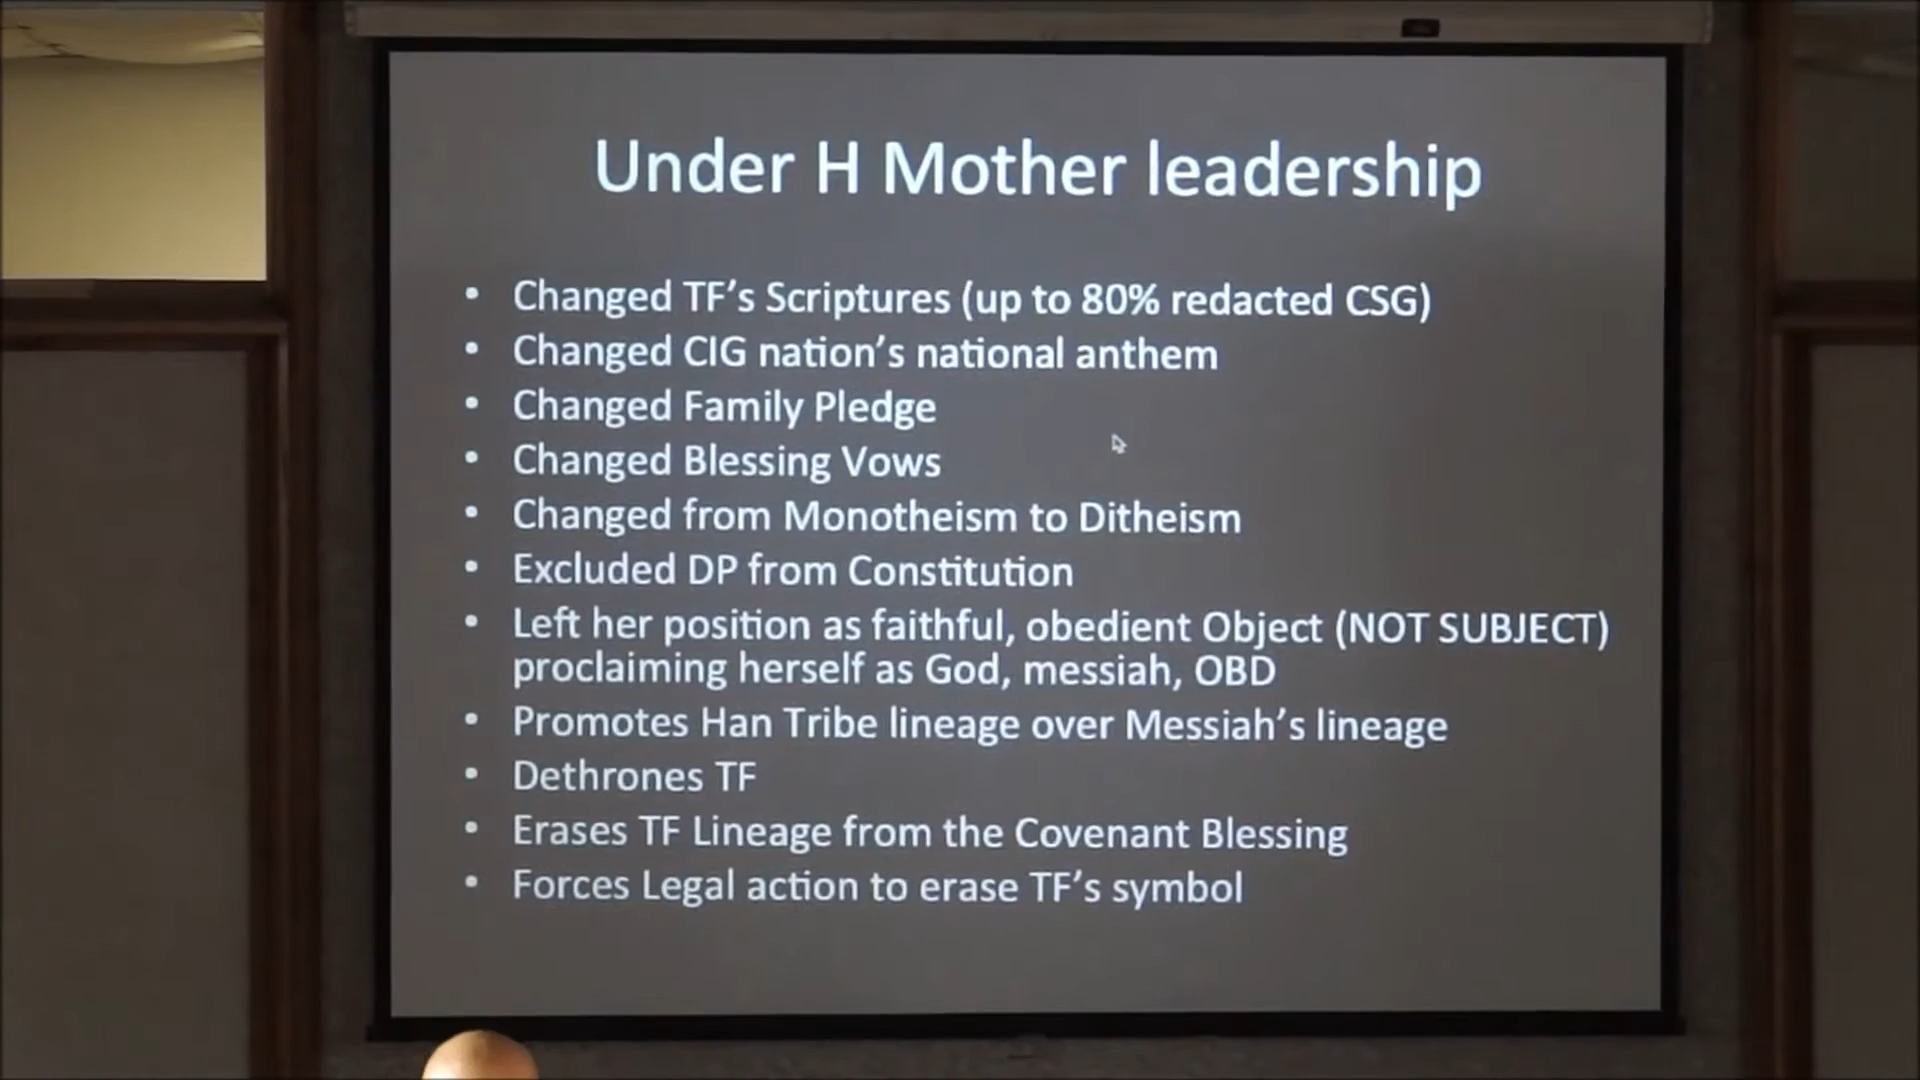 Under H Mother leadership
• Changed TF’s Scriptures (up to 80% redacted CSG)
• Changed CIG nation’s national anthem
• Changed Family Pledge
• Changed Blessing Vows
• Changed from Monotheism to Ditheism
• Excluded DP from Constitution
• Left her position as faithful, obedient Object (NOT SUBJECT)
proclaiming herself as God, messiah, OBD
• Promotes Han Tribe lineage over Messiah’s lineage
• Dethrones TF
• Erases TF Lineage from the Covenant Blessing
• Forces Legal action to erase TF’s symbol